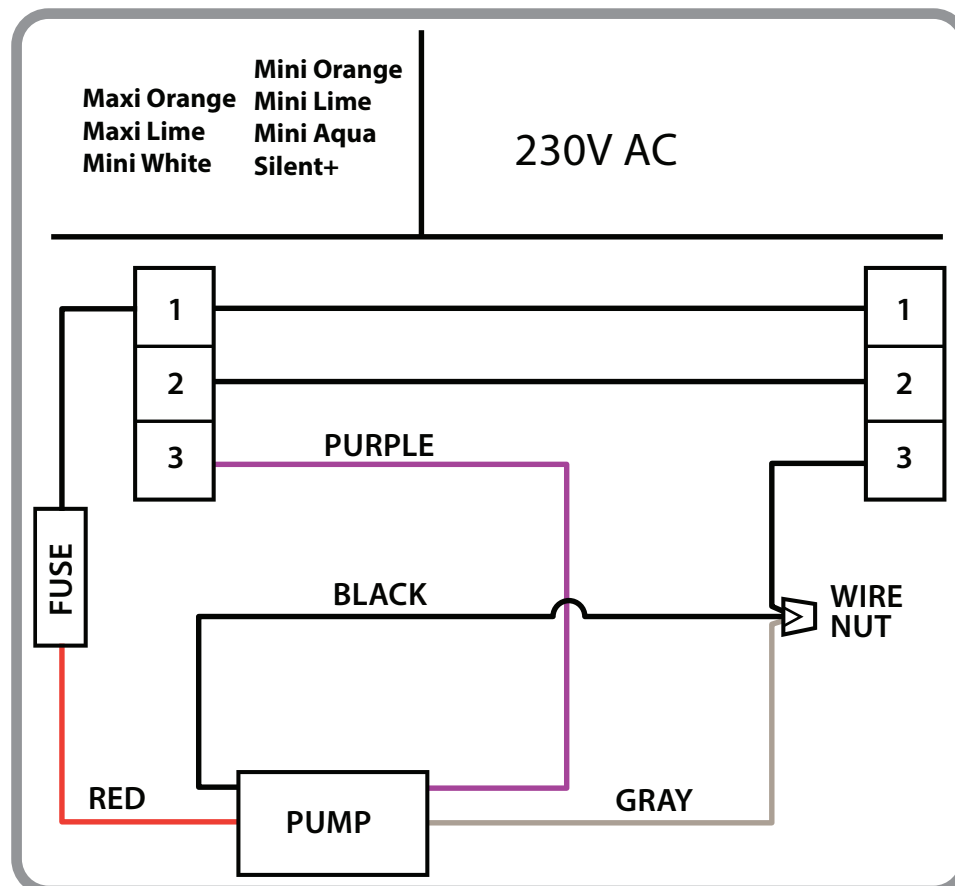 Maxi Orange
Maxi Lime
Mini White
Mini Orange
Mini Lime
Mini Aqua
Silent+
230V AC
1
1
2
2
3
PURPLE
3
FUSE
BLACK
WIRE
NUT
RED
PUMP
GRAY